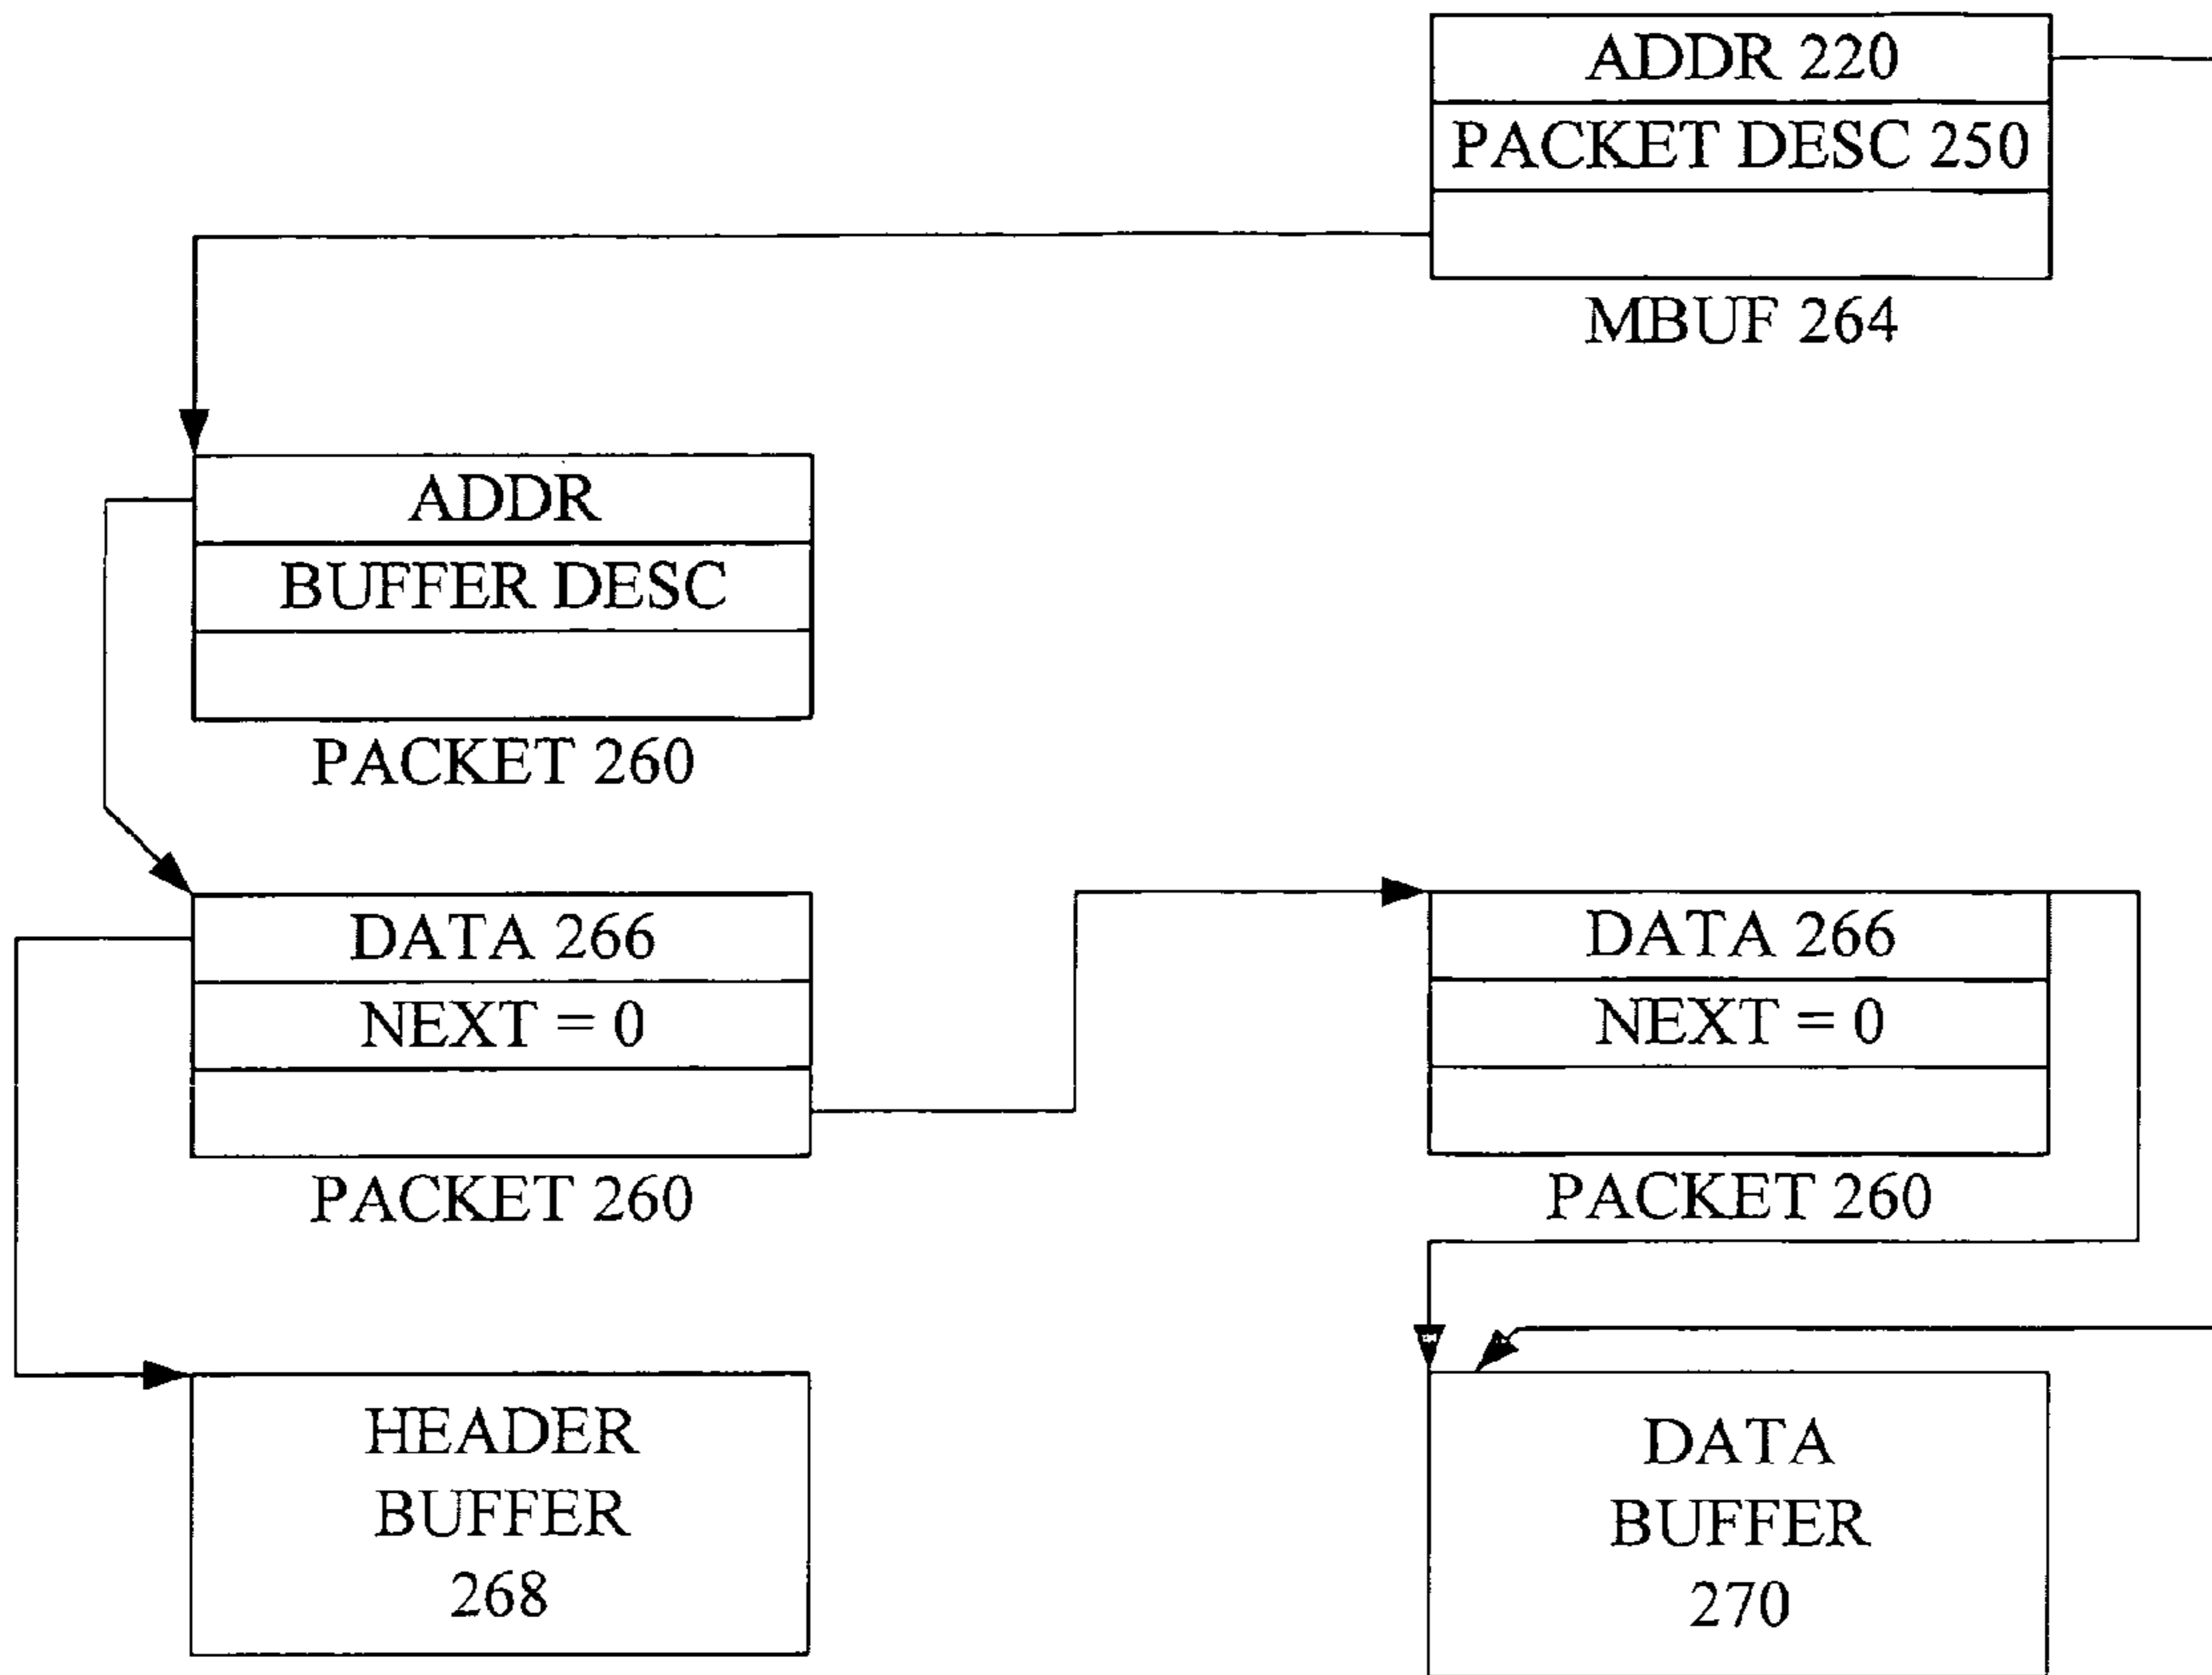 ADDR 220
PACKET DESC 250
MBUF 264
ADDR
BUFFER DESC
PACKET 260
DATA 266
NEXT = 0
PACKET 260
DATA 266
NEXT = 0
PACKET 260
HEADER
BUFFER
268
DATA
BUFFER
270